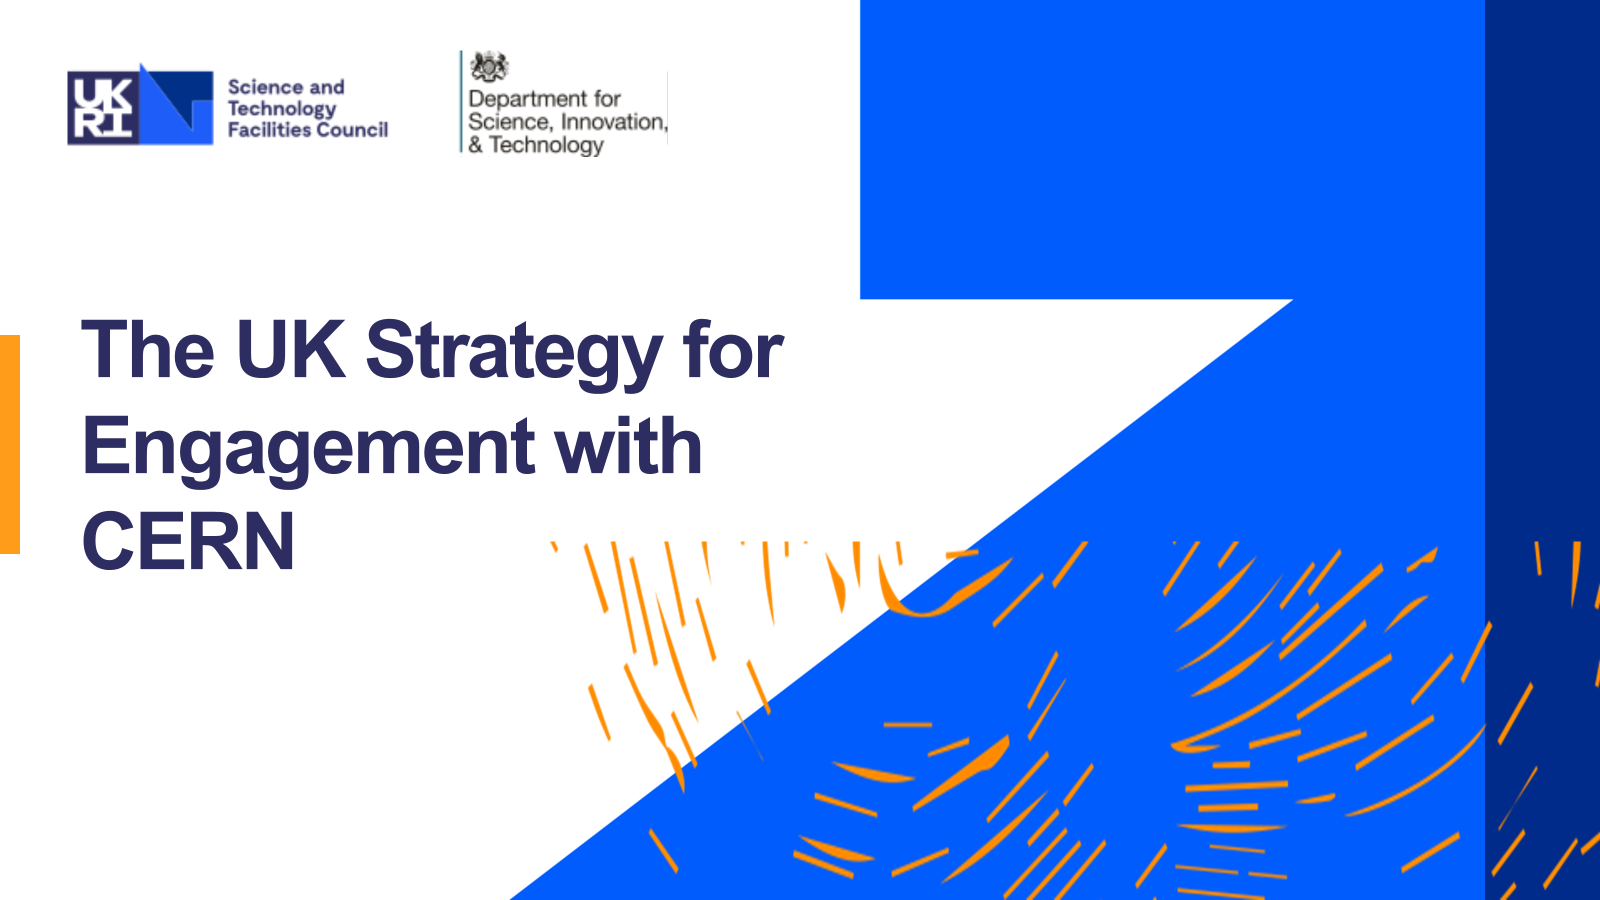 UK
RI
Science and
Technology
Facilities Council
Department for
Science, Innovation,
& Technology
The UK Strategy for
Engagement with
CERN